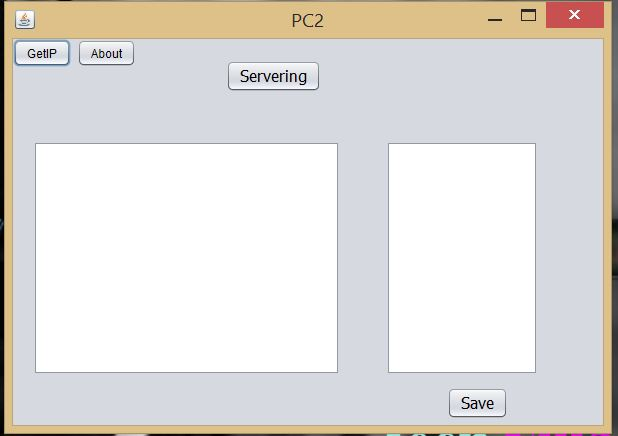 PC2
GetIP About
Servering
Save